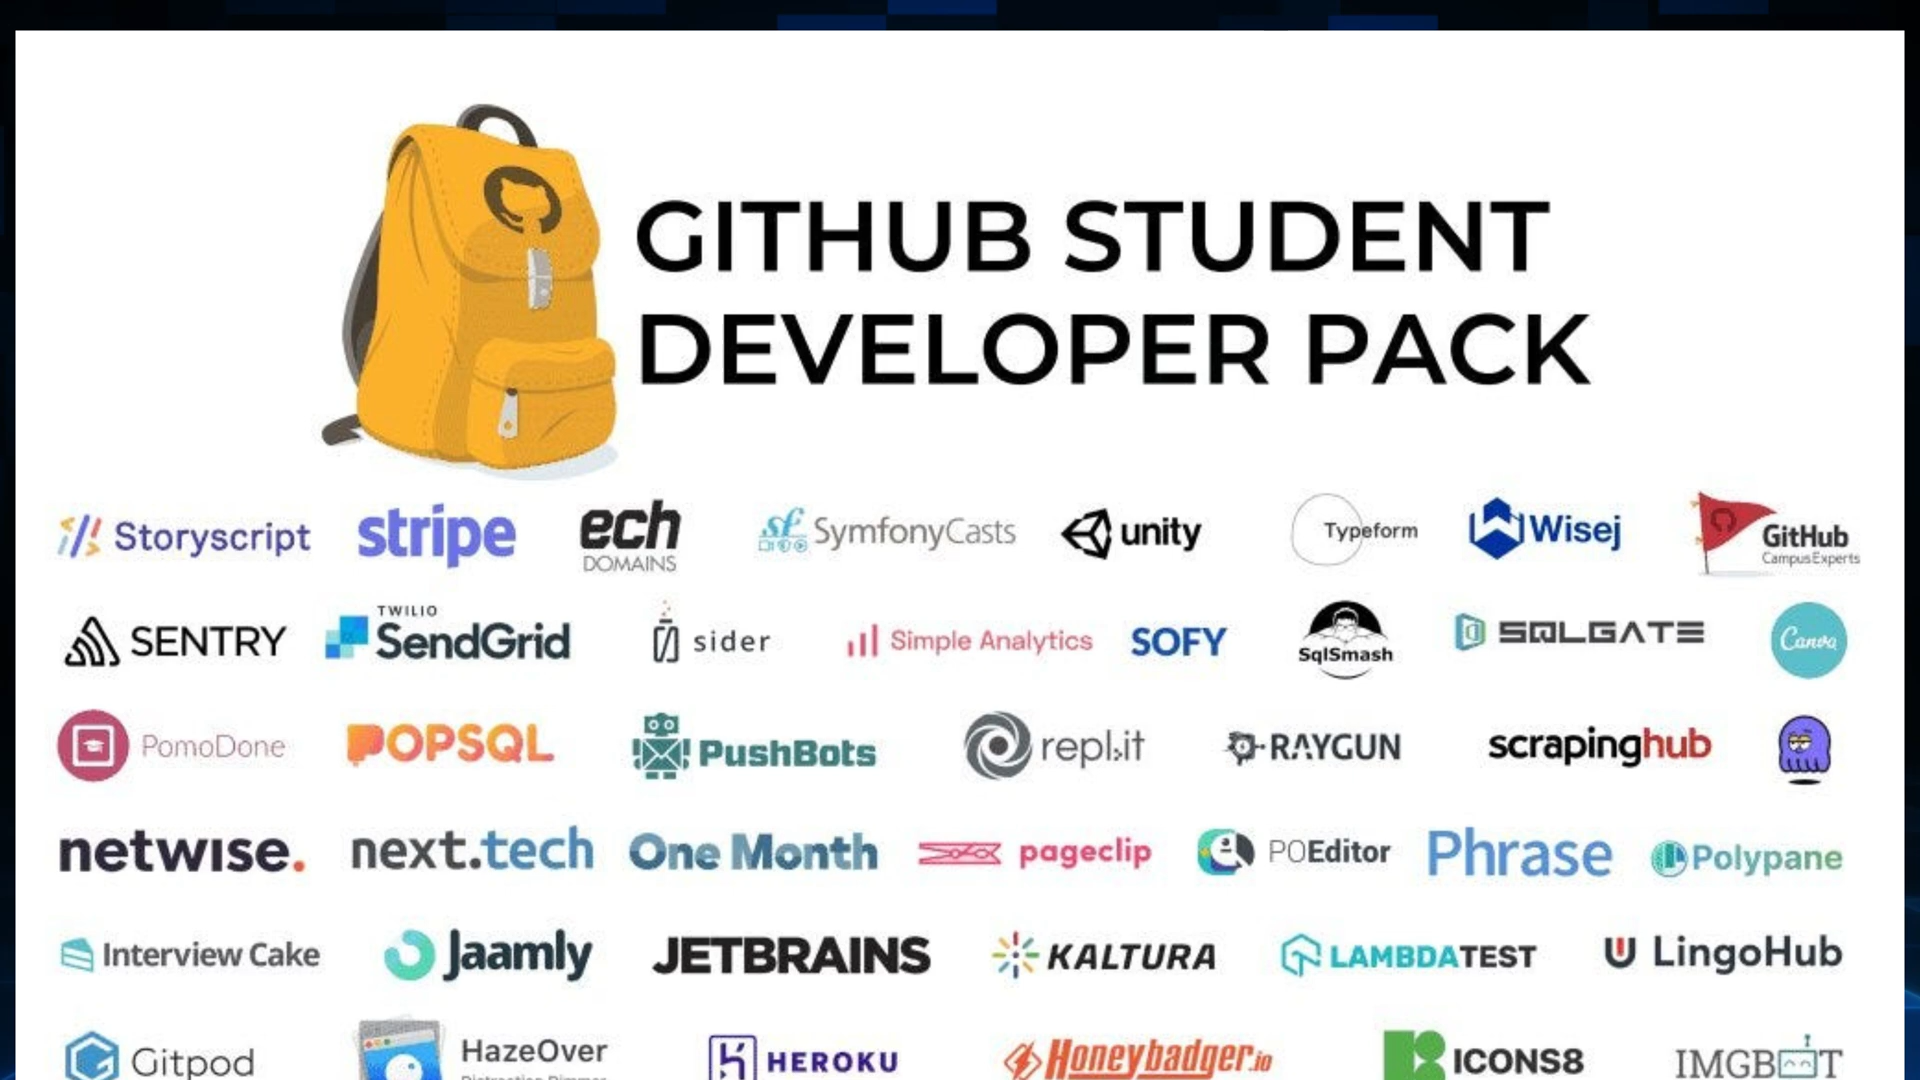 GITHUB STUDENT
DEVELOPER PACK
Storyscript
stripe
ech
DOMAINS
SymfonyCasts
unity
Typeform
Wisej
GitHub
Campus Experts
SENTRY
TWILIO
SendGrid
sider
Simple Analytics
SOFY
SqlSmash
SQLGATE
Canva
PomoDone
POPSQL
PushBots
repl.it
RAYGUN
scrapinghub
netwise.
next.tech
One Month
pageclip
POEditor
Phrase
Polypane
Interview Cake
Jaamly
JETBRAINS
KALTURA
LAMBDATEST
LingoHub
Gitpod
HazeOver
HEROKU
Honeybadger.io
ICONS8
IMGBOT